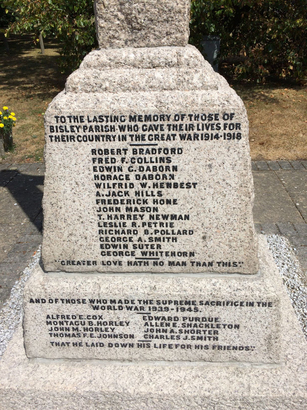 TO THE LASTING MEMORY OF THOSE OF
BISLEY PARISH WHO GAVE THEIR LIVES FOR
THEIR COUNTRY IN THE GREAT WAR 1914-1918
ROBERT BRADFORD
FRED F. COLLINS
EDWIN G. DABORN
HORACE DABORN
WILFRID W. HENBEST
A. JACK HILLS
FREDERICK HONE
JOHN MASON
T. HARREY NEWMAN
LESLIE R. PETRIE
RICHARD B. POLLARD
GEORGE A. SMITH
EDWIN SUTER
GEORGE WHITEHORN
"GREATER LOVE HATH NO MAN THAN THIS"
AND OF THOSE WHO MADE THE SUPREME SACRIFICE IN THE
WORLD WAR 1939-1945.
ALFRED E. COX EDWARD PURDUE
MONTAGU B. HORLEY ALLEN E. SHACKLETON
JOHN M. HORLEY JOHN A. SHORTER
THOMAS F. E. JOHNSON CHARLES J. SMITH
THAT HE LAID DOWN HIS LIFE FOR HIS FRIENDS"